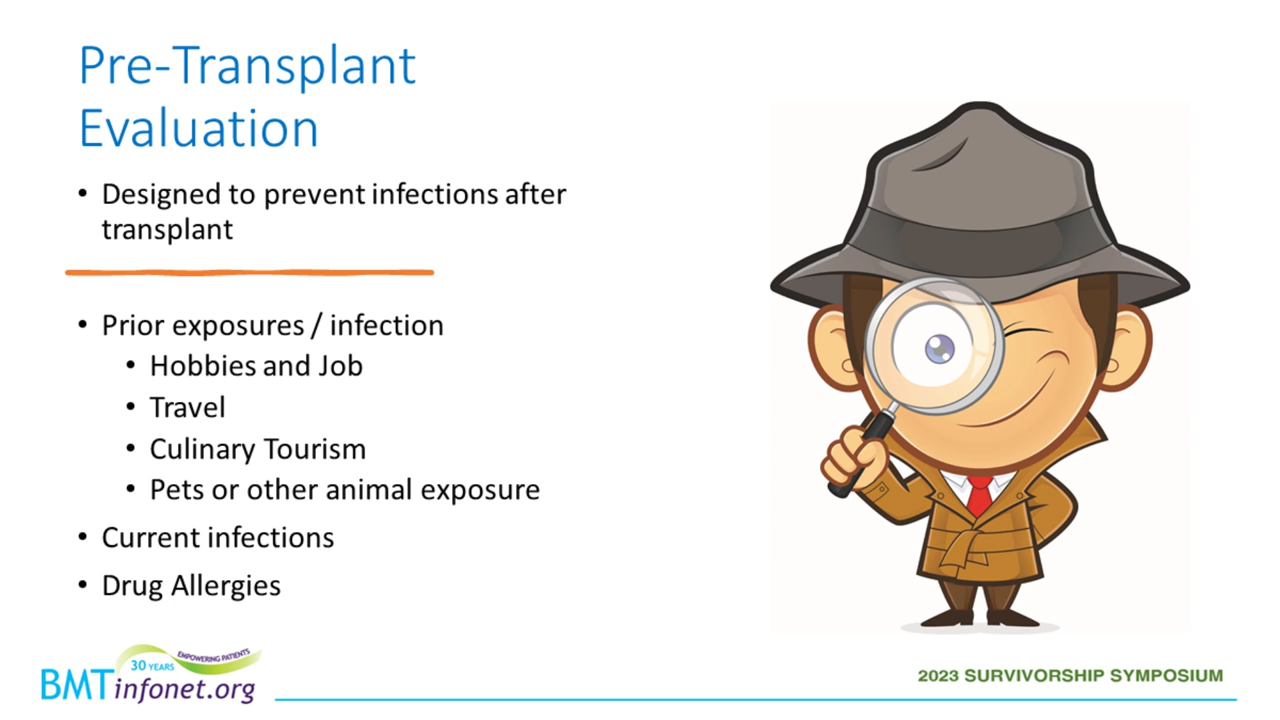 Pre-Transplant
Evaluation
• Designed to prevent infections after
transplant
• Prior exposures / infection
• Hobbies and Job
• Travel
• Culinary Tourism
• Pets or other animal exposure
• Current infections
• Drug Allergies
30 YEARS
EMPOWERING PATIENTS
BMTinfonet.org
2023 SURVIVORSHIP SYMPOSIUM